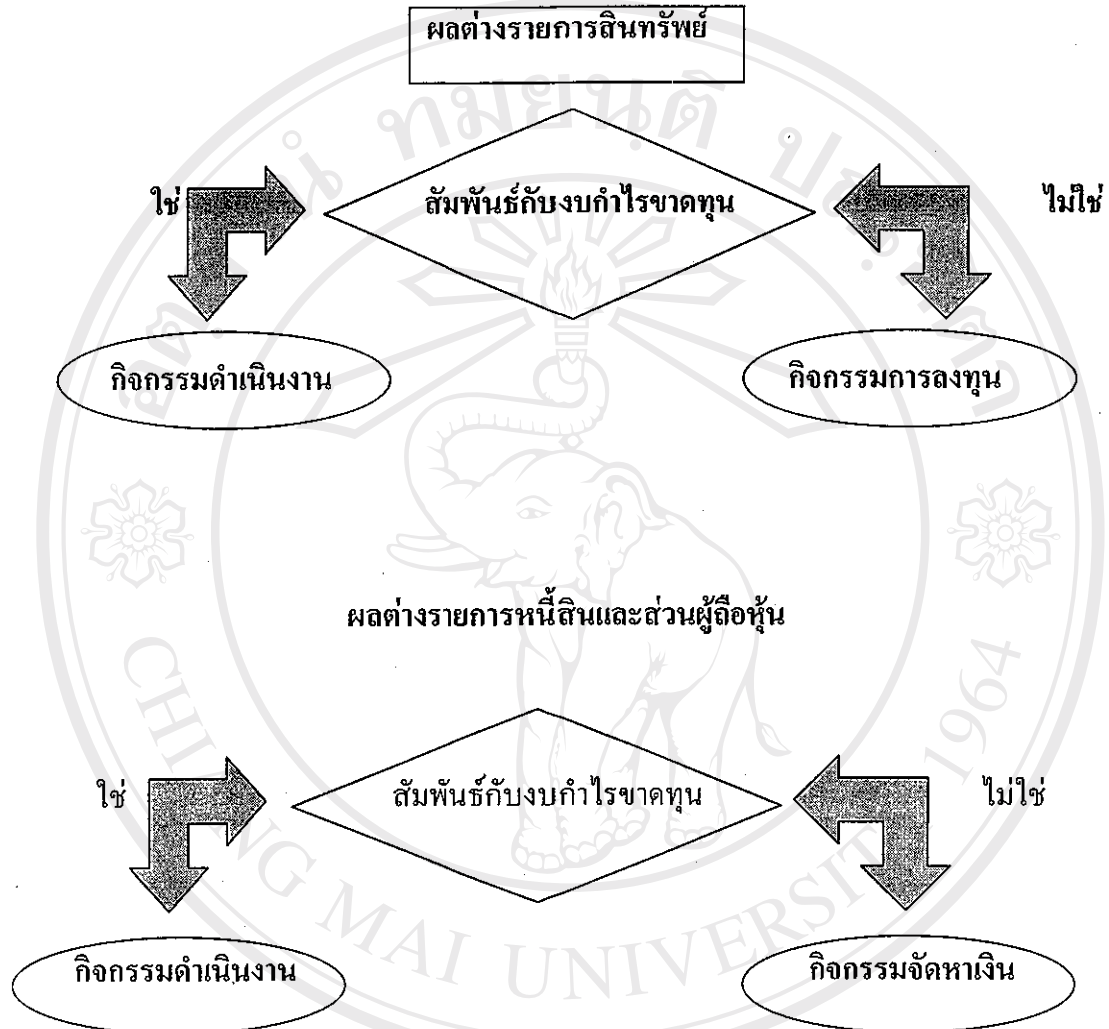 ผลต่างรายการสินทรัพย์
ใช่
สัมพันธ์กับงบกำไรขาดทุน
ไม่ใช่
กิจกรรมดำเนินงาน
กิจกรรมการลงทุน
ผลต่างรายการหนี้สินและส่วนผู้ถือหุ้น
ใช่
สัมพันธ์กับงบกำไรขาดทุน
ไม่ใช่
กิจกรรมดำเนินงาน
กิจกรรมจัดหาเงิน
CHIANG MAI UNIVERSITY 1964